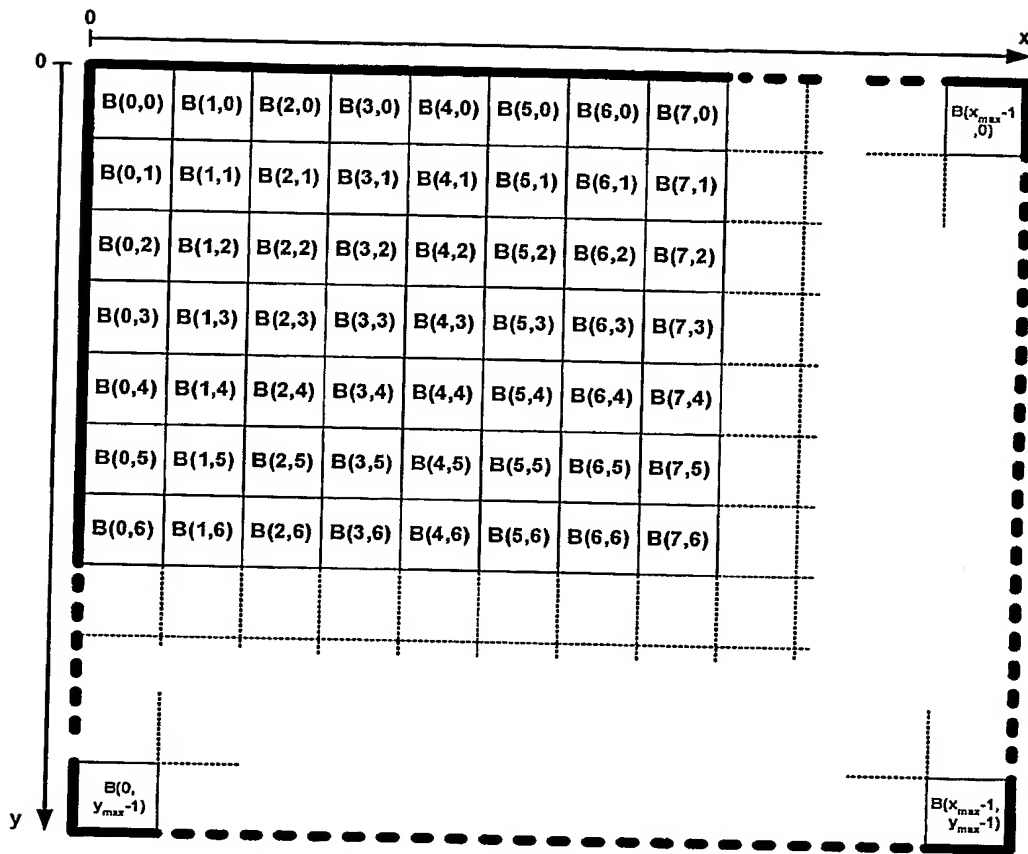 0
x
0
B(0,0) B(1,0) B(2,0) B(3,0) B(4,0) B(5,0) B(6,0) B(7,0)
B(xmax-1
,0)
B(0,1) B(1,1) B(2,1) B(3,1) B(4,1) B(5,1) B(6,1) B(7,1)
B(0,2) B(1,2) B(2,2) B(3,2) B(4,2) B(5,2) B(6,2) B(7,2)
B(0,3) B(1,3) B(2,3) B(3,3) B(4,3) B(5,3) B(6,3) B(7,3)
B(0,4) B(1,4) B(2,4) B(3,4) B(4,4) B(5,4) B(6,4) B(7,4)
B(0,5) B(1,5) B(2,5) B(3,5) B(4,5) B(5,5) B(6,5) B(7,5)
B(0,6) B(1,6) B(2,6) B(3,6) B(4,6) B(5,6) B(6,6) B(7,6)
B(0,
ymax-1)
B(xmax-1,
ymax-1)
y